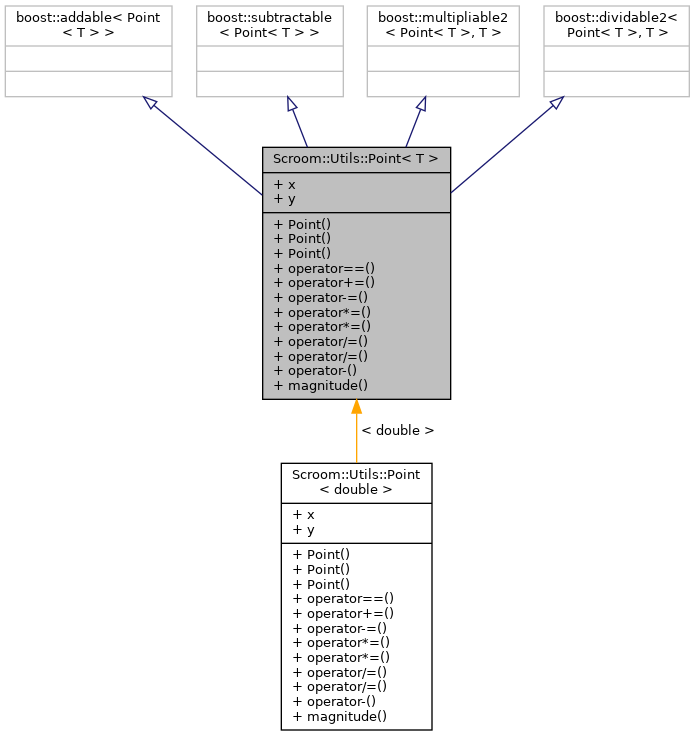 boost::addable< Point
< T > >
boost::subtractable
< Point< T > >
boost::multipliable2
< Point< T >, T >
boost::dividable2<
Point< T >, T >
Scroom::Utils::Point< T >
+ x
+ y
+ Point()
+ Point()
+ Point()
+ operator==()
+ operator+=()
+ operator-=()
+ operator*=()
+ operator*=()
+ operator/=()
+ operator/=()
+ operator-()
+ magnitude()
< double >
Scroom::Utils::Point
< double >
+ x
+ y
+ Point()
+ Point()
+ Point()
+ operator==()
+ operator+=()
+ operator-=()
+ operator*=()
+ operator*=()
+ operator/=()
+ operator/=()
+ operator-()
+ magnitude()